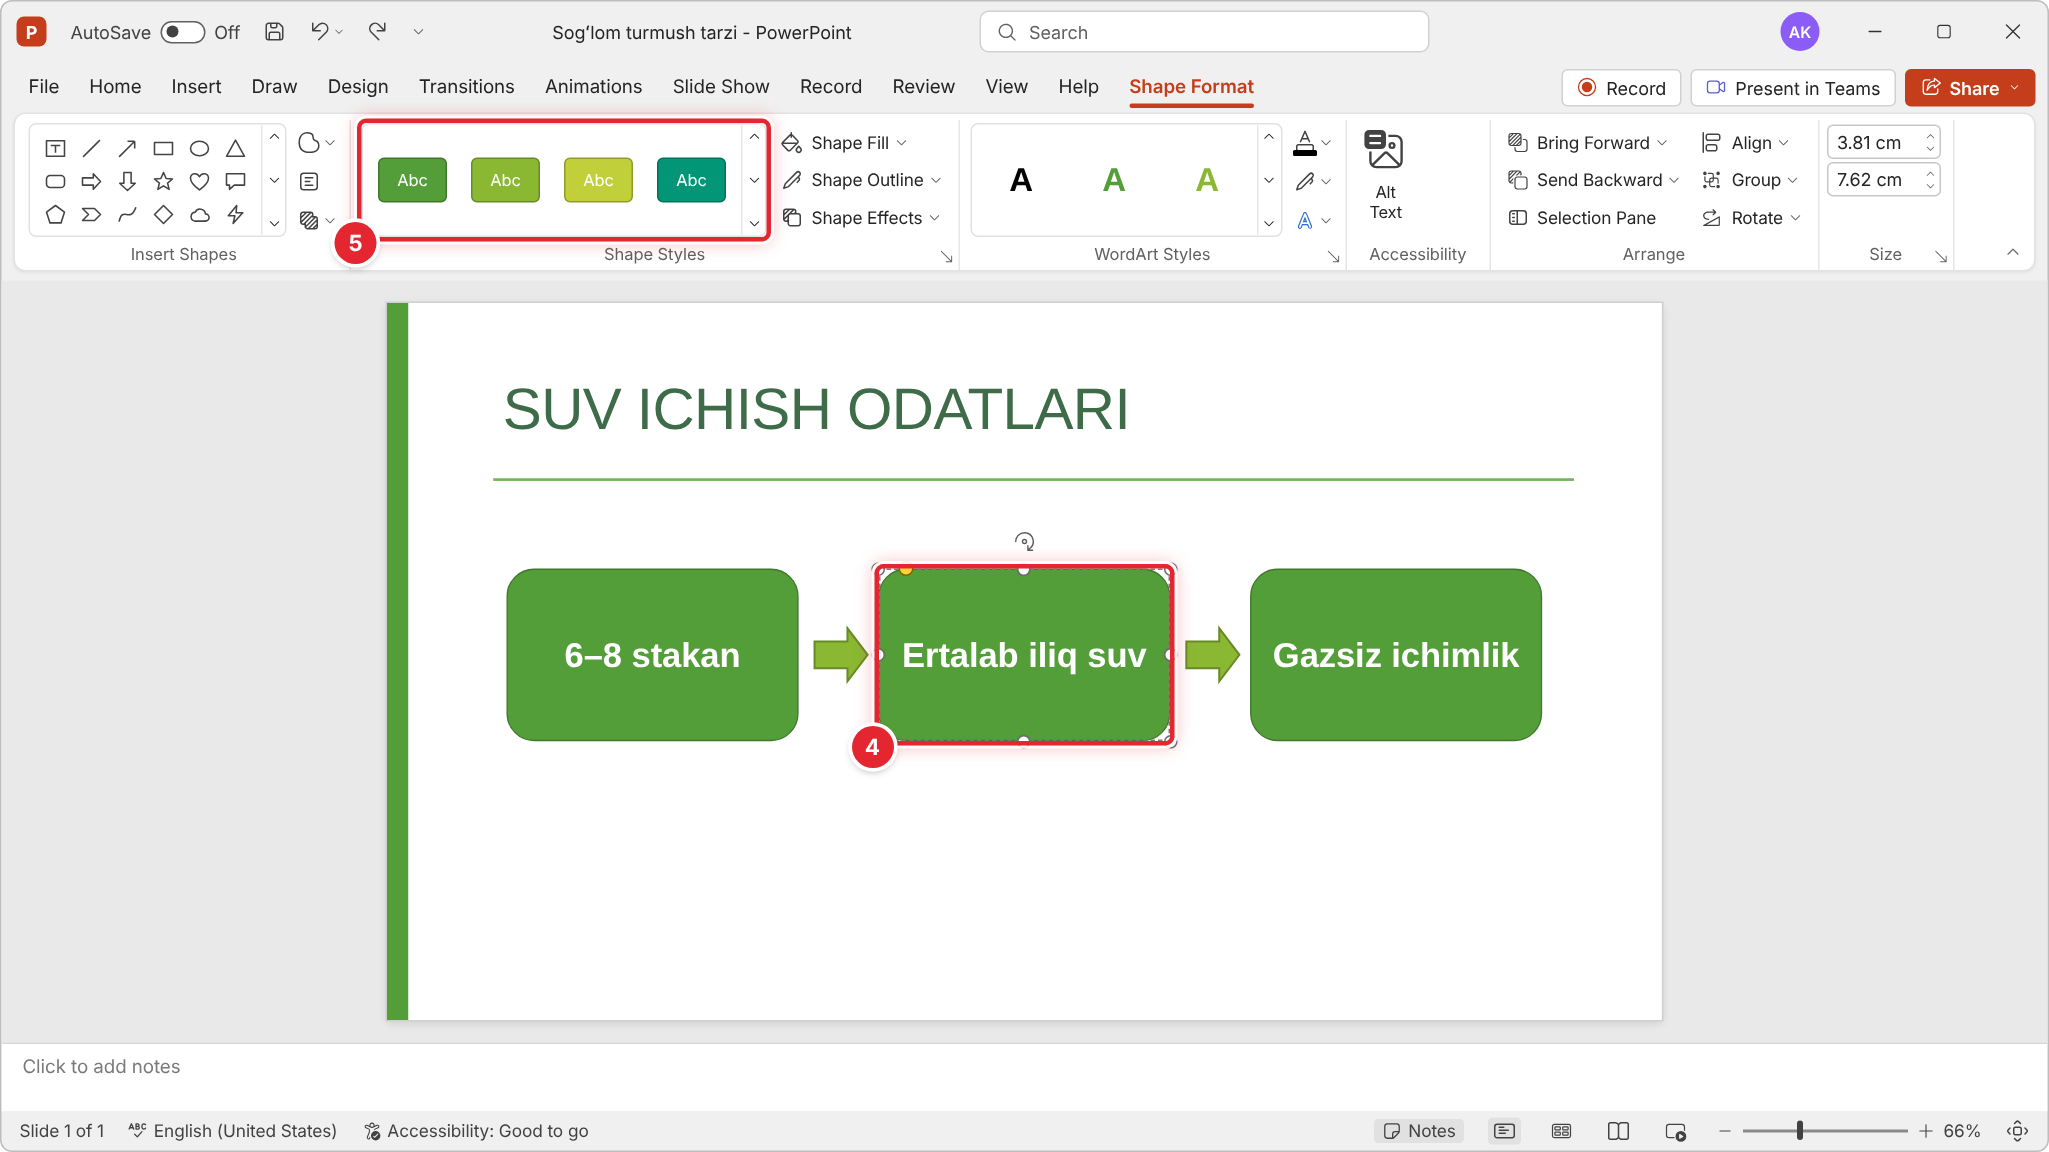 P AutoSave Off Sog‘lom turmush tarzi - PowerPoint Search AK
File Home Insert Draw Design Transitions Animations Slide Show Record Review View Help Shape Format Record Present in Teams Share
Abc Abc Abc Abc
Shape Fill
Shape Outline
Shape Effects
A A A
A
A
Alt
Text
Bring Forward
Send Backward
Selection Pane
Align
Group
Rotate
3.81 cm
7.62 cm
5
Insert Shapes Shape Styles WordArt Styles Accessibility Arrange Size
SUV ICHISH ODATLARI
6–8 stakan Ertalab iliq suv Gazsiz ichimlik
4
Click to add notes
Slide 1 of 1 ABC English (United States) Accessibility: Good to go Notes 66%